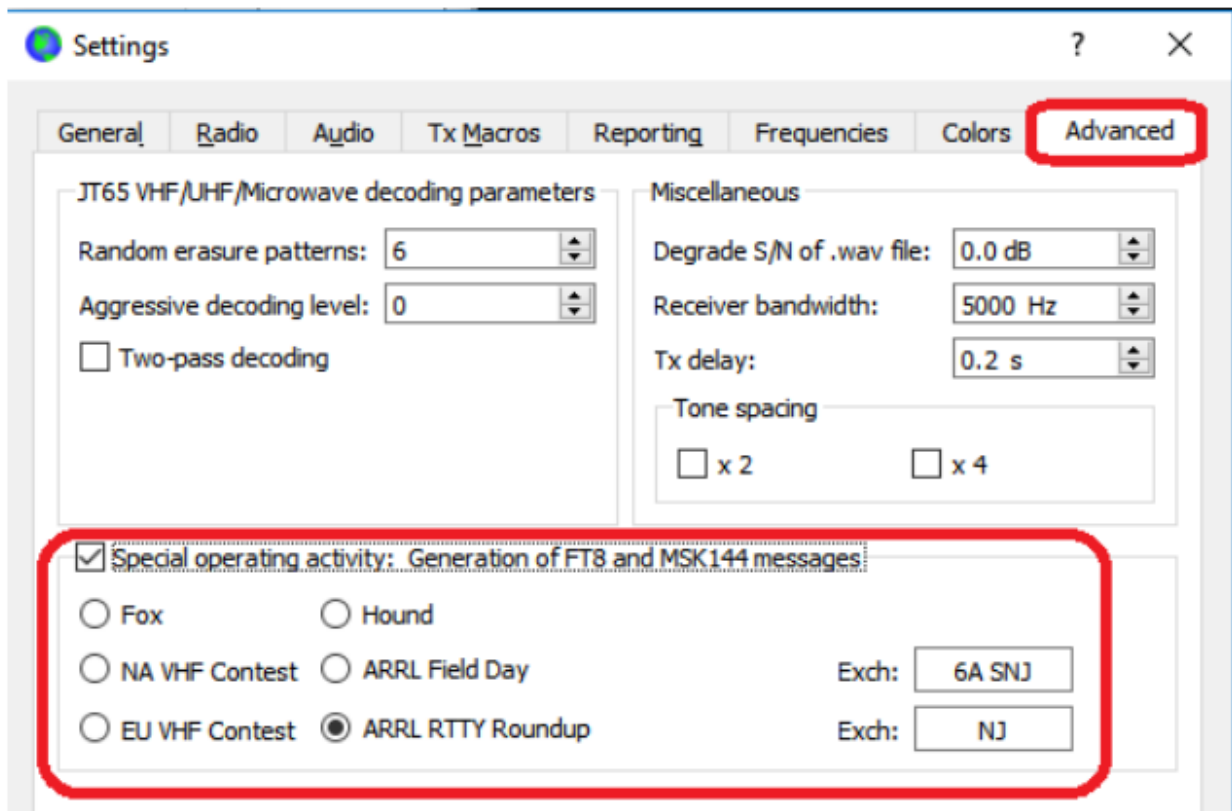 Settings ?
General Radio Audio Tx Macros Reporting Frequencies Colors Advanced
JT65 VHF/UHF/Microwave decoding parameters
Random erasure patterns: 6
Aggressive decoding level: 0
Two-pass decoding
Miscellaneous
Degrade S/N of .wav file: 0.0 dB
Receiver bandwidth: 5000 Hz
Tx delay: 0.2 s
Tone spacing
x 2 x 4
Special operating activity: Generation of FT8 and MSK144 messages
Fox Hound
NA VHF Contest ARRL Field Day Exch: 6A SNJ
EU VHF Contest ARRL RTTY Roundup Exch: NJ